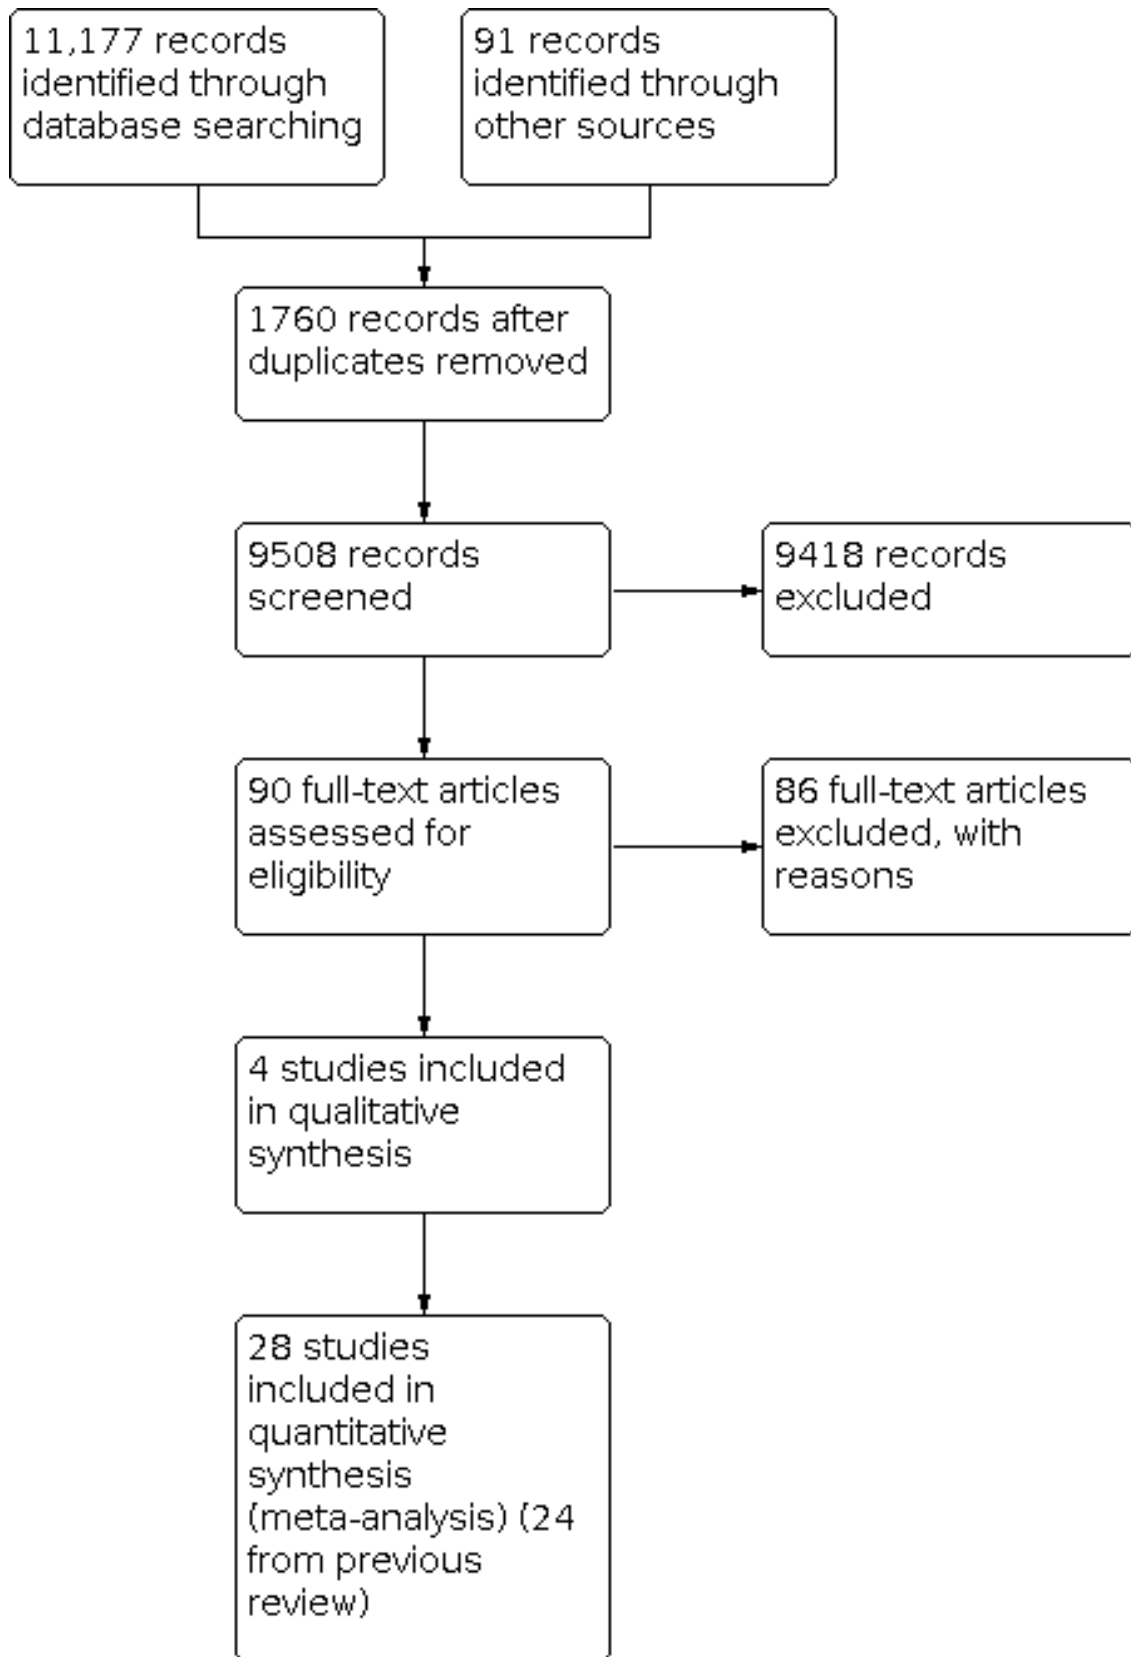 11,177 records
identified through
database searching
91 records
identified through
other sources
1760 records after
duplicates removed
9508 records
screened
9418 records
excluded
90 full-text articles
assessed for
eligibility
86 full-text articles
excluded, with
reasons
4 studies included
in qualitative
synthesis
28 studies
included in
quantitative
synthesis
(meta-analysis) (24
from previous
review)